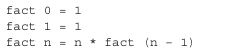 fact 0 = 1
fact 1 = 1
fact n = n * fact (n - 1)